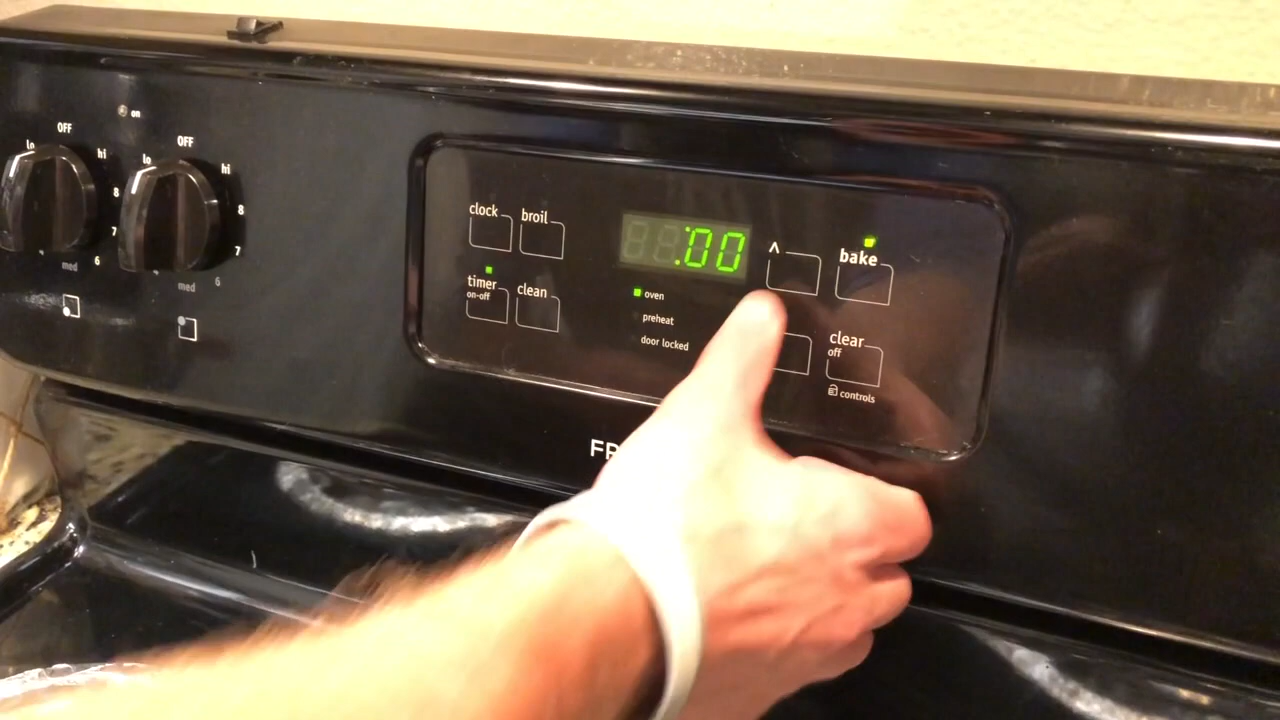 on
OFF
lo
hi
8
7
6
med
OFF
lo
hi
8
7
6
med
clock
broil
timer
on-off
clean
:00
oven
preheat
door locked
^
bake
clear
off
controls